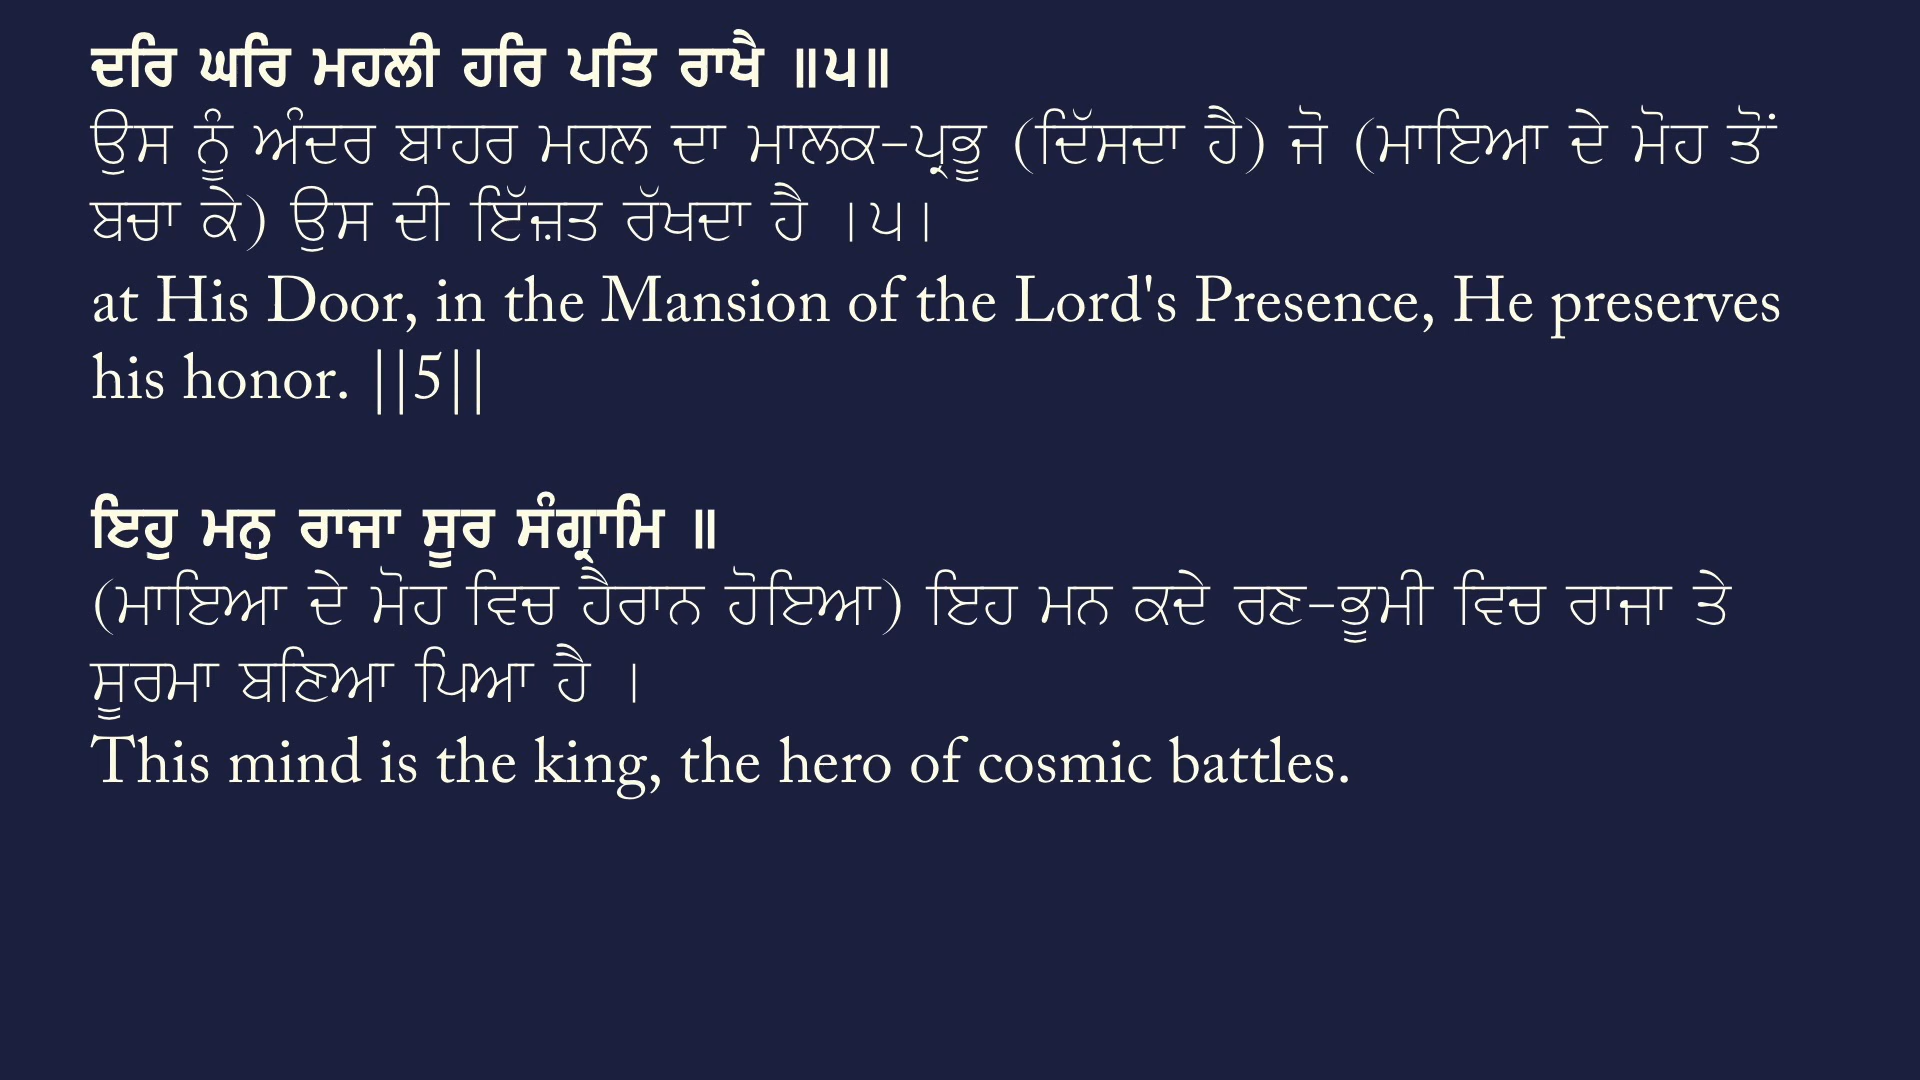 ਦਰਿ ਘਰਿ ਮਹਲੀ ਹਰਿ ਪਤਿ ਰਾਖੈ ॥੫॥
ਉਸ ਨੂੰ ਅੰਦਰ ਬਾਹਰ ਮਹਲ ਦਾ ਮਾਲਕ-ਪ੍ਰਭੂ (ਦਿੱਸਦਾ ਹੈ) ਜੋ (ਮਾਇਆ ਦੇ ਮੋਹ ਤੋਂ
ਬਚਾ ਕੇ) ਉਸ ਦੀ ਇੱਜ਼ਤ ਰੱਖਦਾ ਹੈ ।੫।
at His Door, in the Mansion of the Lord's Presence, He preserves
his honor. ||5||
ਇਹੁ ਮਨੁ ਰਾਜਾ ਸੂਰ ਸੰਗ੍ਰਾਮਿ ॥
(ਮਾਇਆ ਦੇ ਮੋਹ ਵਿਚ ਹੈਰਾਨ ਹੋਇਆ) ਇਹ ਮਨ ਕਦੇ ਰਣ-ਭੂਮੀ ਵਿਚ ਰਾਜਾ ਤੇ
ਸੂਰਮਾ ਬਣਿਆ ਪਿਆ ਹੈ ।
This mind is the king, the hero of cosmic battles.